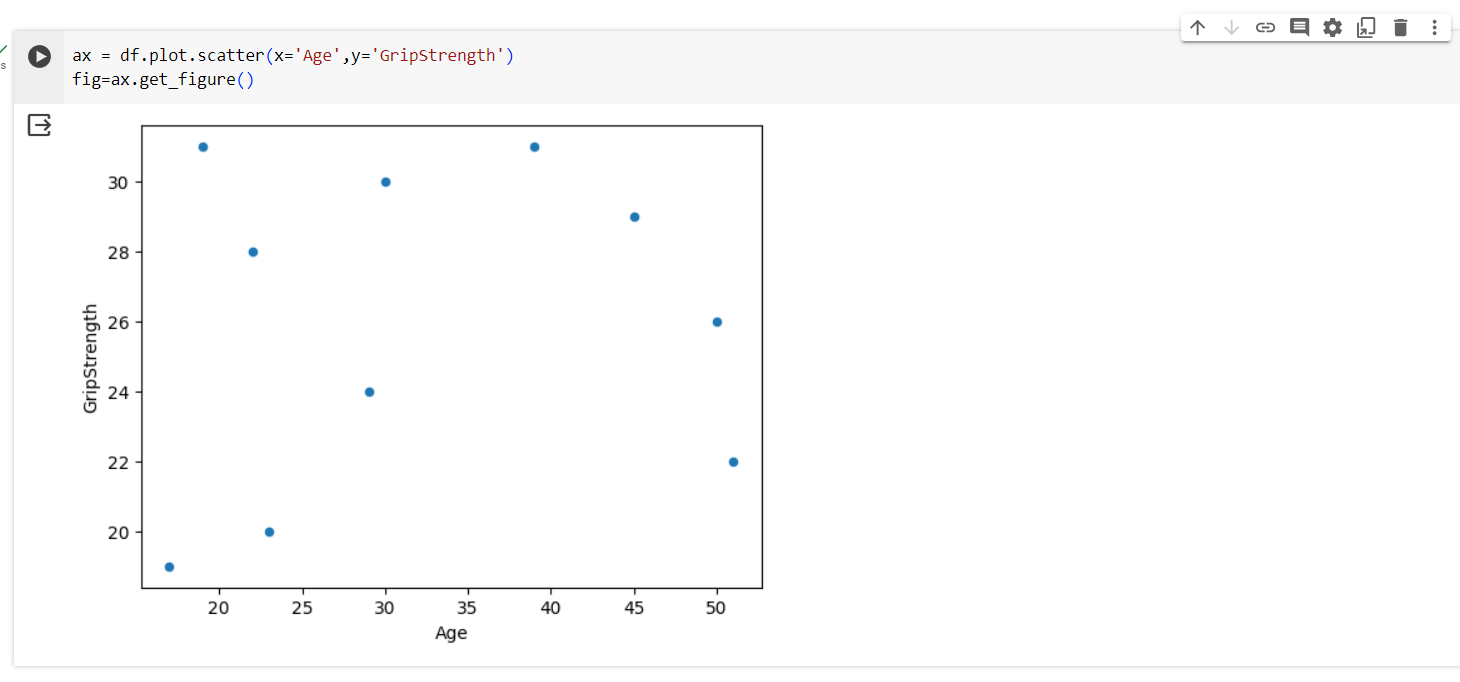 s
ax = df.plot.scatter(x='Age',y='GripStrength')
fig=ax.get_figure()
30
28
26
24
22
20
GripStrength
20 25 30 35 40 45 50
Age